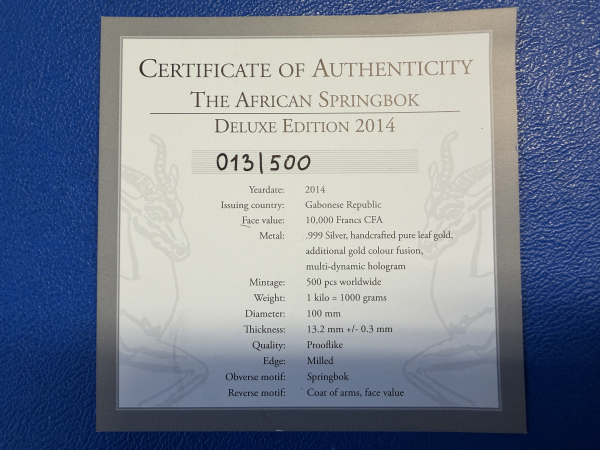 CERTIFICATE OF AUTHENTICITY
THE AFRICAN SPRINGBOK
DELUXE EDITION 2014
013/500
Yeardate: 2014
Issuing country: Gabonese Republic
Face value: 10,000 Francs CFA
Metal: .999 Silver, handcrafted pure leaf gold,
additional gold colour fusion,
multi-dynamic hologram
Mintage: 500 pcs worldwide
Weight: 1 kilo = 1000 grams
Diameter: 100 mm
Thickness: 13.2 mm +/- 0.3 mm
Quality: Prooflike
Edge: Milled
Obverse motif: Springbok
Reverse motif: Coat of arms, face value